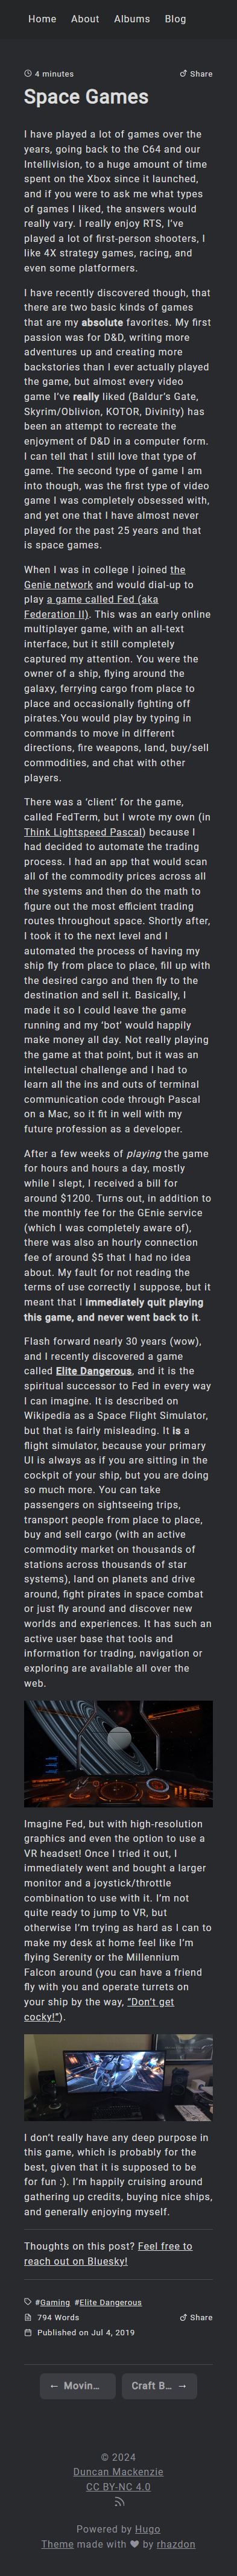 Home About Albums Blog
4 minutes Share
Space Games
I have played a lot of games over the
years, going back to the C64 and our
Intellivision, to a huge amount of time
spent on the Xbox since it launched,
and if you were to ask me what types
of games I liked, the answers would
really vary. I really enjoy RTS, I’ve
played a lot of first-person shooters, I
like 4X strategy games, racing, and
even some platformers.
I have recently discovered though, that
there are two basic kinds of games
that are my absolute favorites. My first
passion was for D&D, writing more
adventures up and creating more
backstories than I ever actually played
the game, but almost every video
game I’ve really liked (Baldur’s Gate,
Skyrim/Oblivion, KOTOR, Divinity) has
been an attempt to recreate the
enjoyment of D&D in a computer form.
I can tell that I still love that type of
game. The second type of game I am
into though, was the first type of video
game I was completely obsessed with,
and yet one that I have almost never
played for the past 25 years and that
is space games.
When I was in college I joined the
Genie network and would dial-up to
play a game called Fed (aka
Federation II). This was an early online
multiplayer game, with an all-text
interface, but it still completely
captured my attention. You were the
owner of a ship, flying around the
galaxy, ferrying cargo from place to
place and occasionally fighting off
pirates.You would play by typing in
commands to move in different
directions, fire weapons, land, buy/sell
commodities, and chat with other
players.
There was a ‘client’ for the game,
called FedTerm, but I wrote my own (in
Think Lightspeed Pascal) because I
had decided to automate the trading
process. I had an app that would scan
all of the commodity prices across all
the systems and then do the math to
figure out the most efficient trading
routes throughout space. Shortly after,
I took it to the next level and I
automated the process of having my
ship fly from place to place, fill up with
the desired cargo and then fly to the
destination and sell it. Basically, I
made it so I could leave the game
running and my ‘bot’ would happily
make money all day. Not really playing
the game at that point, but it was an
intellectual challenge and I had to
learn all the ins and outs of terminal
communication code through Pascal
on a Mac, so it fit in well with my
future profession as a developer.
After a few weeks of playing the game
for hours and hours a day, mostly
while I slept, I received a bill for
around $1200. Turns out, in addition to
the monthly fee for the GEnie service
(which I was completely aware of),
there was also an hourly connection
fee of around $5 that I had no idea
about. My fault for not reading the
terms of use correctly I suppose, but it
meant that I immediately quit playing
this game, and never went back to it.
Flash forward nearly 30 years (wow),
and I recently discovered a game
called Elite Dangerous, and it is the
spiritual successor to Fed in every way
I can imagine. It is described on
Wikipedia as a Space Flight Simulator,
but that is fairly misleading. It is a
flight simulator, because your primary
UI is always as if you are sitting in the
cockpit of your ship, but you are doing
so much more. You can take
passengers on sightseeing trips,
transport people from place to place,
buy and sell cargo (with an active
commodity market on thousands of
stations across thousands of star
systems), land on planets and drive
around, fight pirates in space combat
or just fly around and discover new
worlds and experiences. It has such an
active user base that tools and
information for trading, navigation or
exploring are available all over the
web.
Imagine Fed, but with high-resolution
graphics and even the option to use a
VR headset! Once I tried it out, I
immediately went and bought a larger
monitor and a joystick/throttle
combination to use with it. I’m not
quite ready to jump to VR, but
otherwise I’m trying as hard as I can to
make my desk at home feel like I’m
flying Serenity or the Millennium
Falcon around (you can have a friend
fly with you and operate turrets on
your ship by the way, “Don’t get
cocky!”).
I don’t really have any deep purpose in
this game, which is probably for the
best, given that it is supposed to be
for fun :). I’m happily cruising around
gathering up credits, buying nice ships,
and generally enjoying myself.
Thoughts on this post? Feel free to
reach out on Bluesky!
#Gaming #Elite Dangerous
794 Words Share
Published on Jul 4, 2019
← Movin… Craft B… →
© 2024
Duncan Mackenzie
CC BY-NC 4.0
Powered by Hugo
Theme made with ❤ by rhazdon